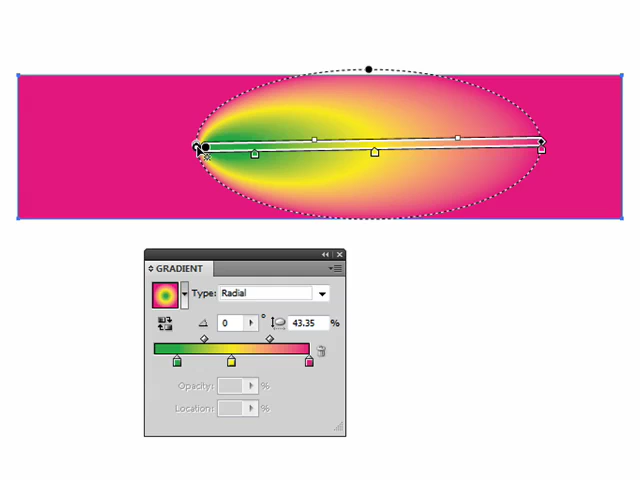 GRADIENT
Type: Radial
0 ° 43.35 %
Opacity: %
Location: %